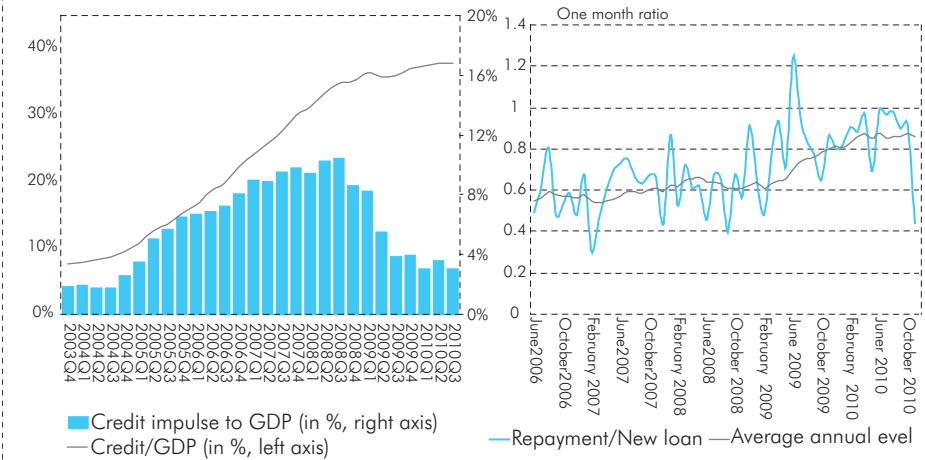 40%
30%
20%
10%
0%
20%
16%
12%
8%
4%
0%
2003Q4
2004Q1
2004Q2
2004Q3
2004Q4
2005Q1
2005Q2
2005Q3
2005Q4
2006Q1
2006Q2
2006Q3
2006Q4
2007Q1
2007Q2
2007Q3
2007Q4
2008Q1
2008Q2
2008Q3
2008Q4
2009Q1
2009Q2
2009Q3
2009Q4
2010Q1
2010Q2
2010Q3
Credit impulse to GDP (in %, right axis)
Credit/GDP (in %, left axis)
One month ratio
1.4
1.2
1
0.8
0.6
0.4
0.2
0
June2006
October2006
February 2007
June2007
October 2007
February 2008
June 2008
October 2008
February 2009
June 2009
October 2009
February 2010
Juner 2010
October 2010
Repayment/New loan
Average annual evel